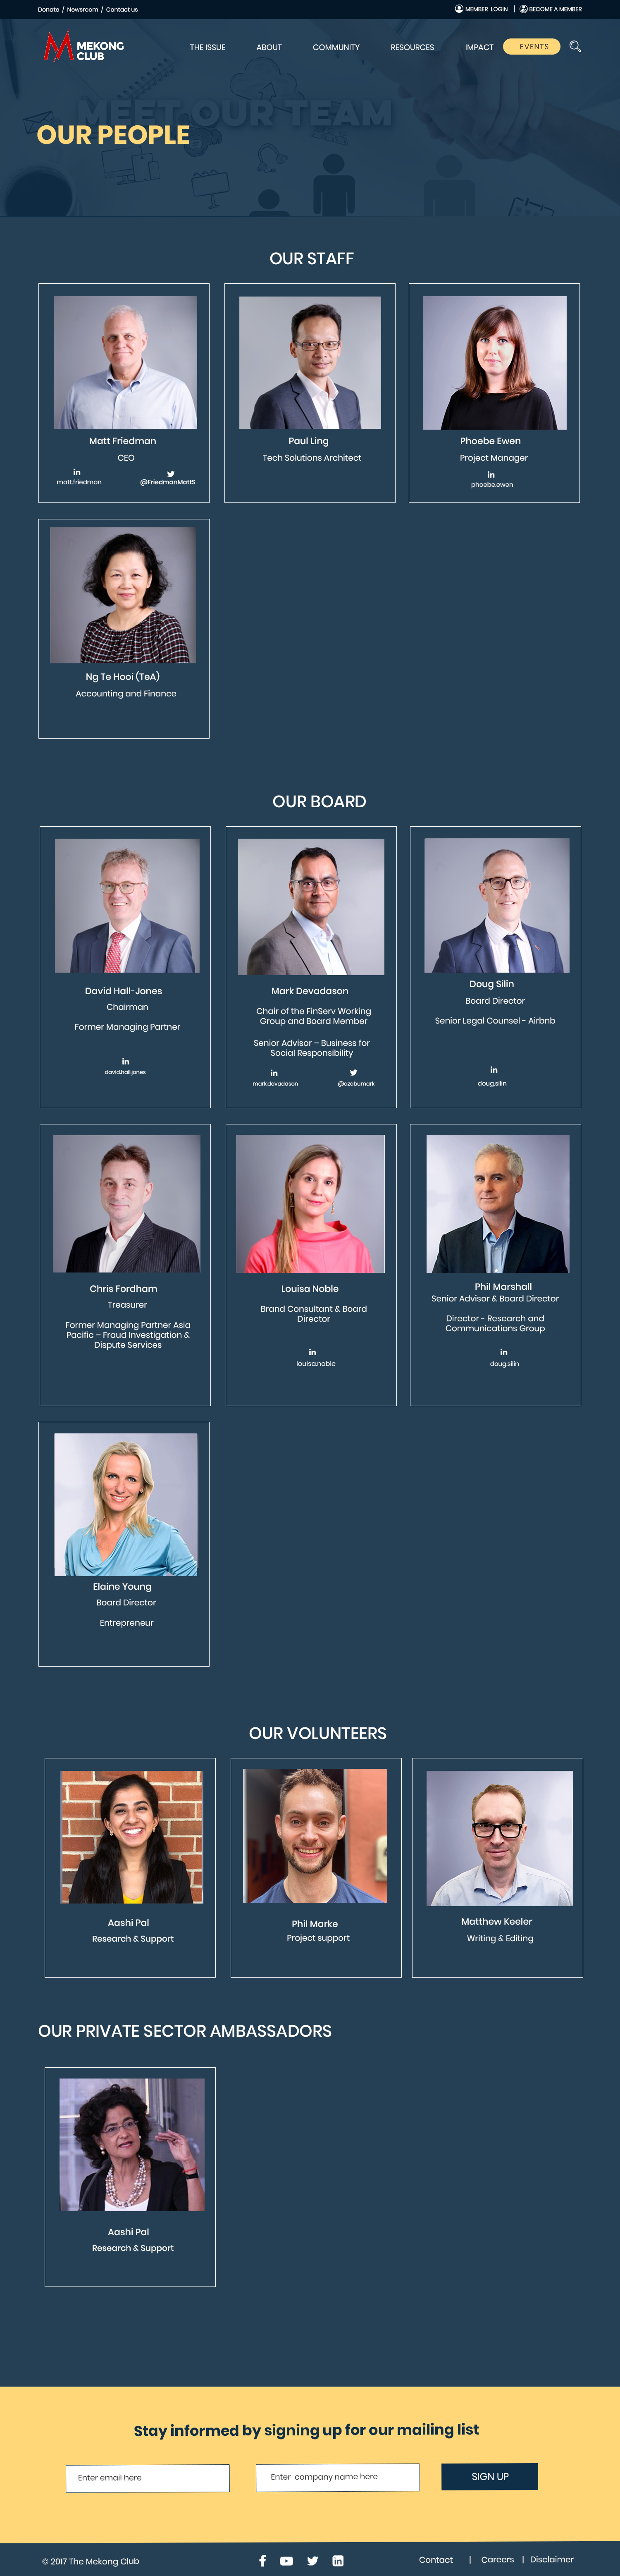 Donate / Newsroom / Contact us
MEMBER LOGIN | BECOME A MEMBER
MEKONG
CLUB
THE ISSUE ABOUT COMMUNITY RESOURCES IMPACT EVENTS
MEET OUR TEAM
OUR PEOPLE
OUR STAFF
Matt Friedman
CEO
matt.friedman @FriedmanMattS
Paul Ling
Tech Solutions Architect
Phoebe Ewen
Project Manager
phoebe.ewen
Ng Te Hooi (TeA)
Accounting and Finance
OUR BOARD
David Hall-Jones
Chairman
Former Managing Partner
david.hall.jones
Mark Devadason
Chair of the FinServ Working
Group and Board Member
Senior Advisor – Business for
Social Responsibility
mark.devadason @azabumark
Doug Silin
Board Director
Senior Legal Counsel - Airbnb
doug.silin
Chris Fordham
Treasurer
Former Managing Partner Asia
Pacific – Fraud Investigation &
Dispute Services
Louisa Noble
Brand Consultant & Board
Director
louisa.noble
Phil Marshall
Senior Advisor & Board Director
Director - Research and
Communications Group
doug.silin
Elaine Young
Board Director
Entrepreneur
OUR VOLUNTEERS
Aashi Pal
Research & Support
Phil Marke
Project support
Matthew Keeler
Writing & Editing
OUR PRIVATE SECTOR AMBASSADORS
Aashi Pal
Research & Support
Stay informed by signing up for our mailing list
Enter email here
Enter company name here
SIGN UP
© 2017 The Mekong Club
Contact | Careers | Disclaimer